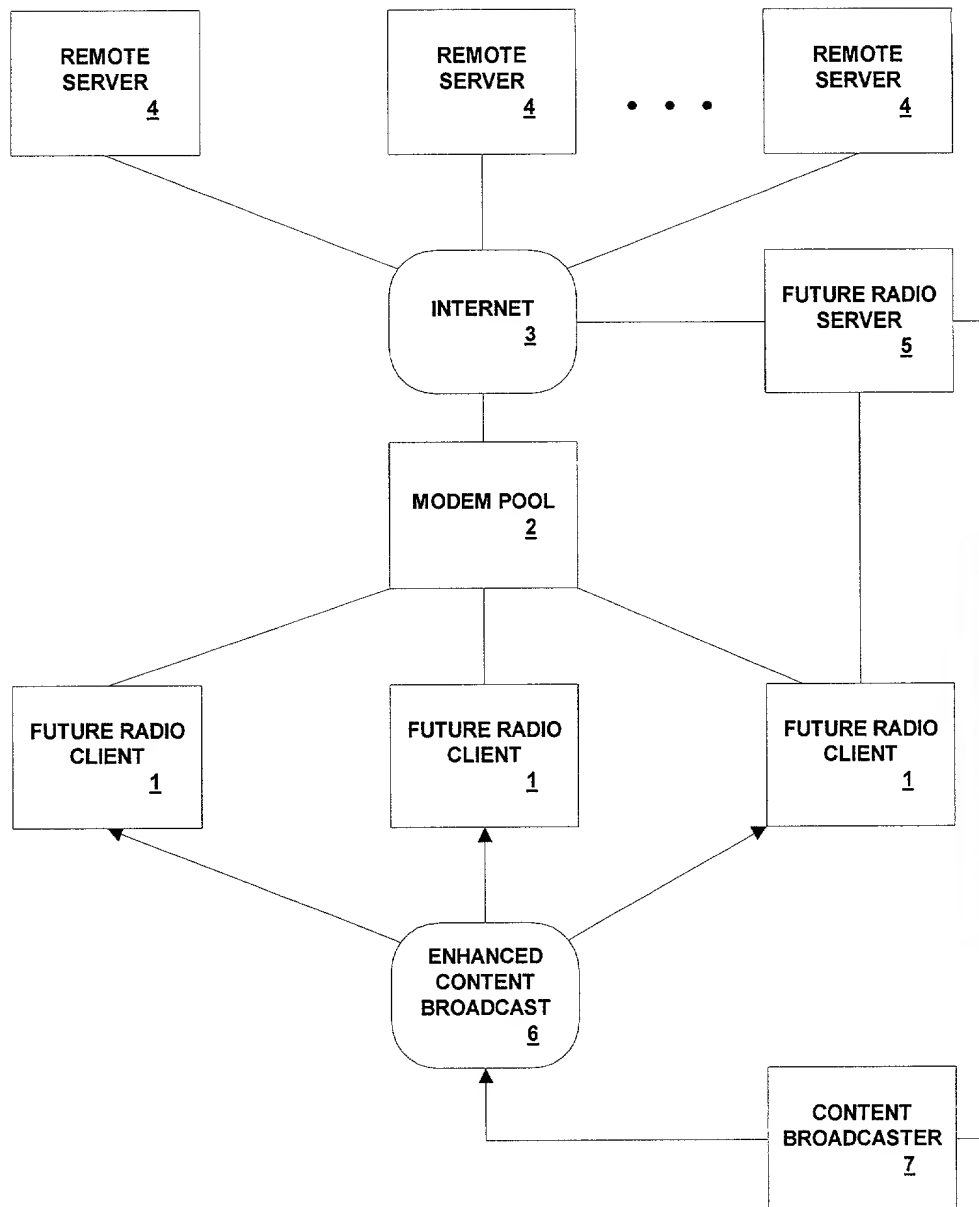 REMOTE
SERVER
4
REMOTE
SERVER
4
REMOTE
SERVER
4
INTERNET
3
FUTURE RADIO
SERVER
5
MODEM POOL
2
FUTURE RADIO
CLIENT
1
FUTURE RADIO
CLIENT
1
FUTURE RADIO
CLIENT
1
ENHANCED
CONTENT
BROADCAST
6
CONTENT
BROADCASTER
7